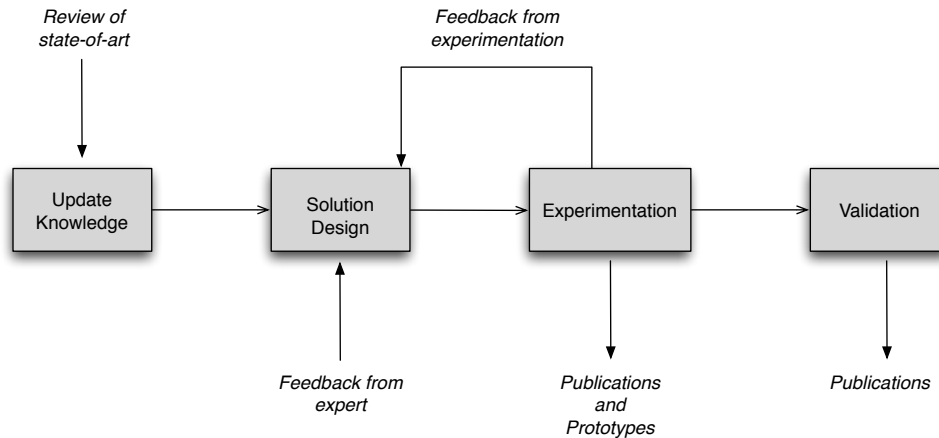 Review of
state-of-art
Feedback from
experimentation
Update
Knowledge
Solution
Design
Experimentation
Validation
Feedback from
expert
Publications
and
Prototypes
Publications